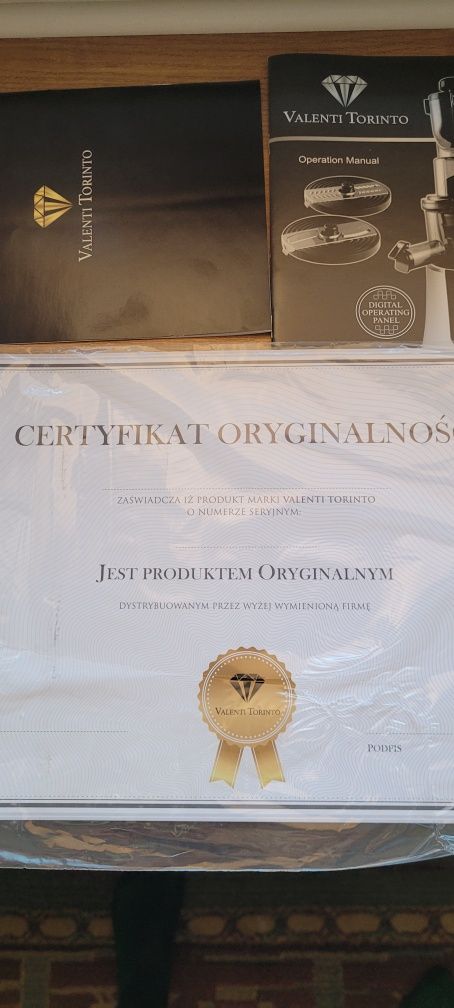 VALENTI TORINTO
VALENTI TORINTO
Operation Manual
DIGITAL
OPERATING
PANEL
CERTYFIKAT ORYGINALNOŚC
ZAŚWIADCZA IŻ PRODUKT MARKI VALENTI TORINTO
O NUMERZE SERYJNYM:
JEST PRODUKTEM ORYGINALNYM
DYSTRYBUOWANYM PRZEZ WYŻEJ WYMIENIONĄ FIRMĘ
VALENTI TORINTO
PODPIS